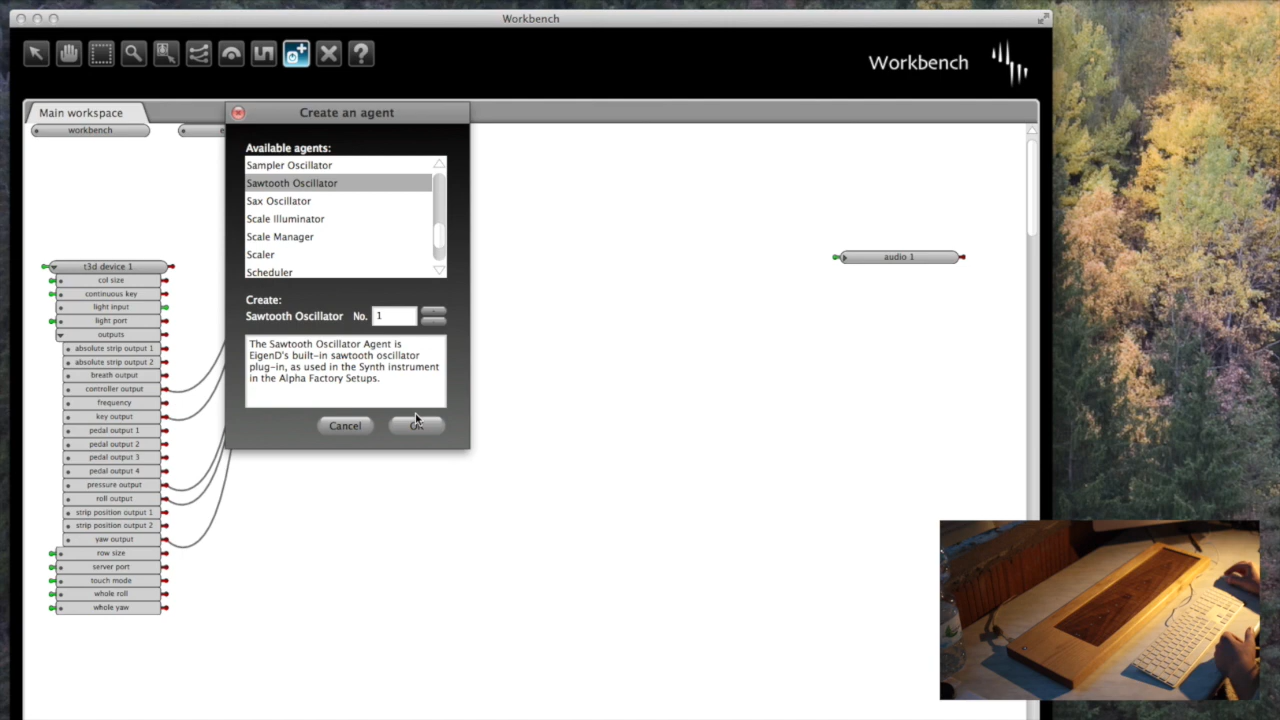 Workbench
Workbench
Main workspace
workbench
e
Create an agent
Available agents:
Sampler Oscillator
Sawtooth Oscillator
Sax Oscillator
Scale Illuminator
Scale Manager
Scaler
Scheduler
Create:
Sawtooth Oscillator No. 1
The Sawtooth Oscillator Agent is
EigenD's built-in sawtooth oscillator
plug-in, as used in the Synth instrument
in the Alpha Factory Setups.
Cancel
OK
t3d device 1
col size
continuous key
light input
light port
outputs
absolute strip output 1
absolute strip output 2
breath output
controller output
frequency
key output
pedal output 1
pedal output 2
pedal output 3
pedal output 4
pressure output
roll output
strip position output 1
strip position output 2
yaw output
row size
server port
touch mode
whole roll
whole yaw
audio 1